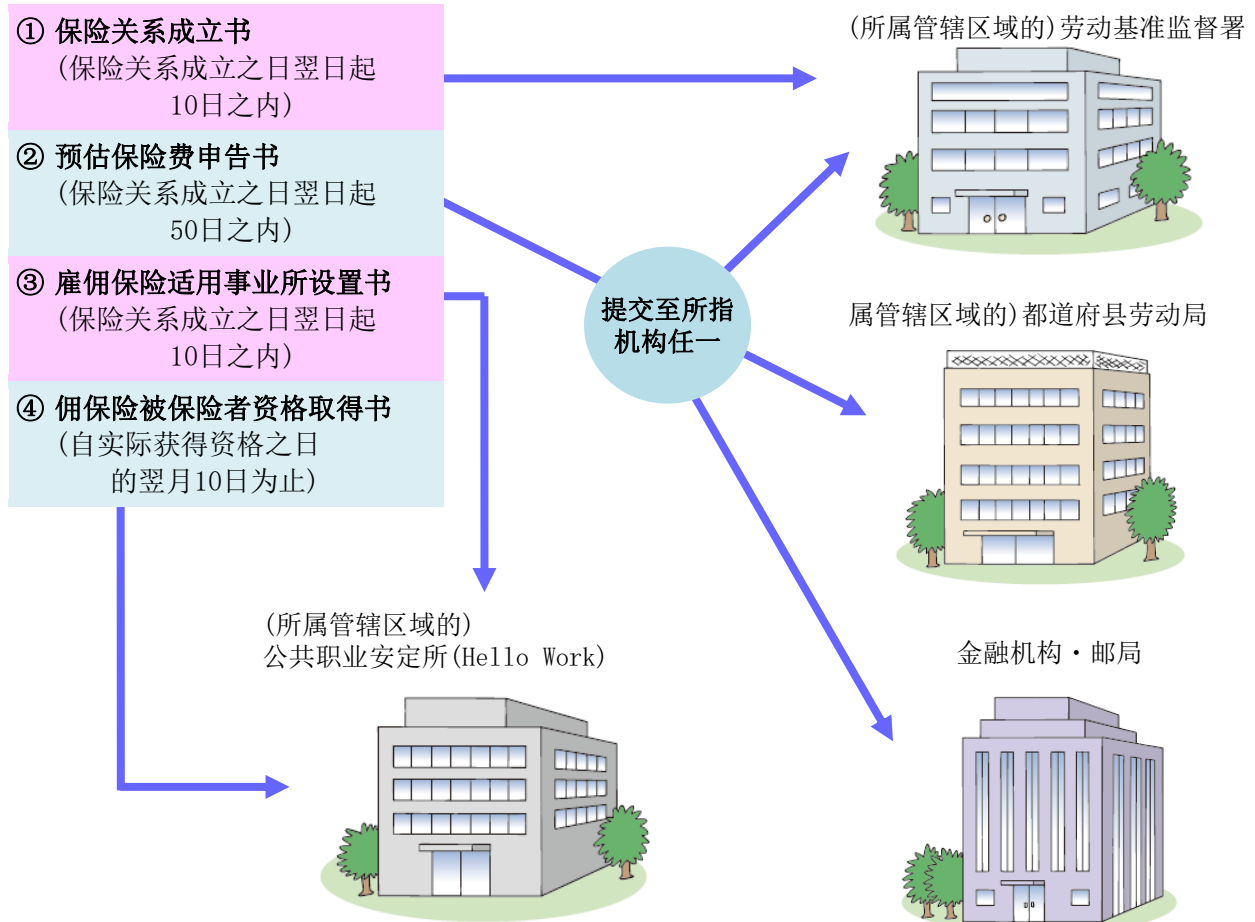 ① 保险关系成立书
(保险关系成立之日翌日起
10日之内)
② 预估保险费申告书
(保险关系成立之日翌日起
50日之内)
③ 雇佣保险适用事业所设置书
(保险关系成立之日翌日起
10日之内)
④ 佣保险被保险者资格取得书
(自实际获得资格之日
的翌月10日为止)
提交至所指
机构任一
(所属管辖区域的)劳动基准监督署
属管辖区域的)都道府县劳动局
(所属管辖区域的)
公共职业安定所(Hello Work)
金融机构・邮局